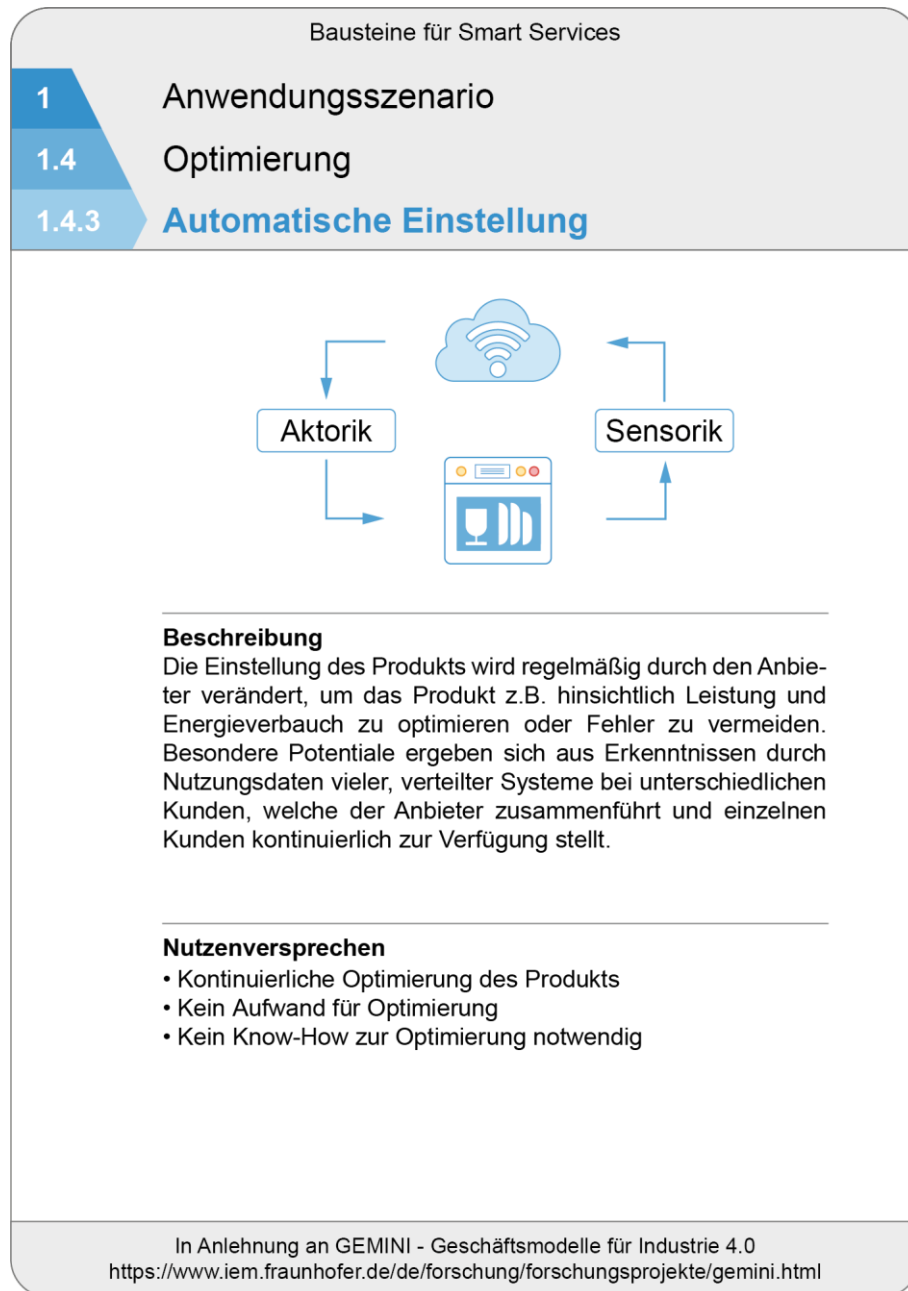 Bausteine für Smart Services
1
Anwendungsszenario
1.4
Optimierung
1.4.3
Automatische Einstellung
Aktorik
Sensorik
Beschreibung
Die Einstellung des Produkts wird regelmäßig durch den Anbie-
ter verändert, um das Produkt z.B. hinsichtlich Leistung und
Energieverbauch zu optimieren oder Fehler zu vermeiden.
Besondere Potentiale ergeben sich aus Erkenntnissen durch
Nutzungsdaten vieler, verteilter Systeme bei unterschiedlichen
Kunden, welche der Anbieter zusammenführt und einzelnen
Kunden kontinuierlich zur Verfügung stellt.
Nutzenversprechen
• Kontinuierliche Optimierung des Produkts
• Kein Aufwand für Optimierung
• Kein Know-How zur Optimierung notwendig
In Anlehnung an GEMINI - Geschäftsmodelle für Industrie 4.0
https://www.iem.fraunhofer.de/de/forschung/forschungsprojekte/gemini.html